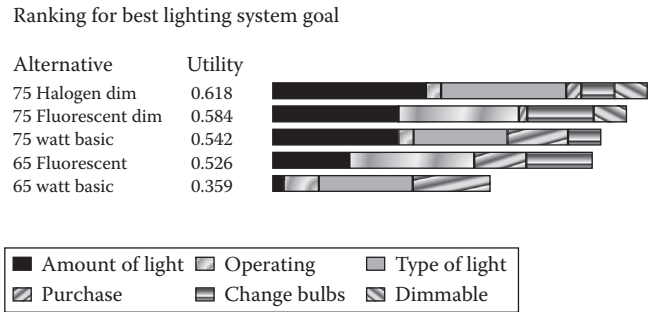 Ranking for best lighting system goal
Alternative Utility
75 Halogen dim 0.618
75 Fluorescent dim 0.584
75 watt basic 0.542
65 Fluorescent 0.526
65 watt basic 0.359
Amount of light Operating Type of light
Purchase Change bulbs Dimmable